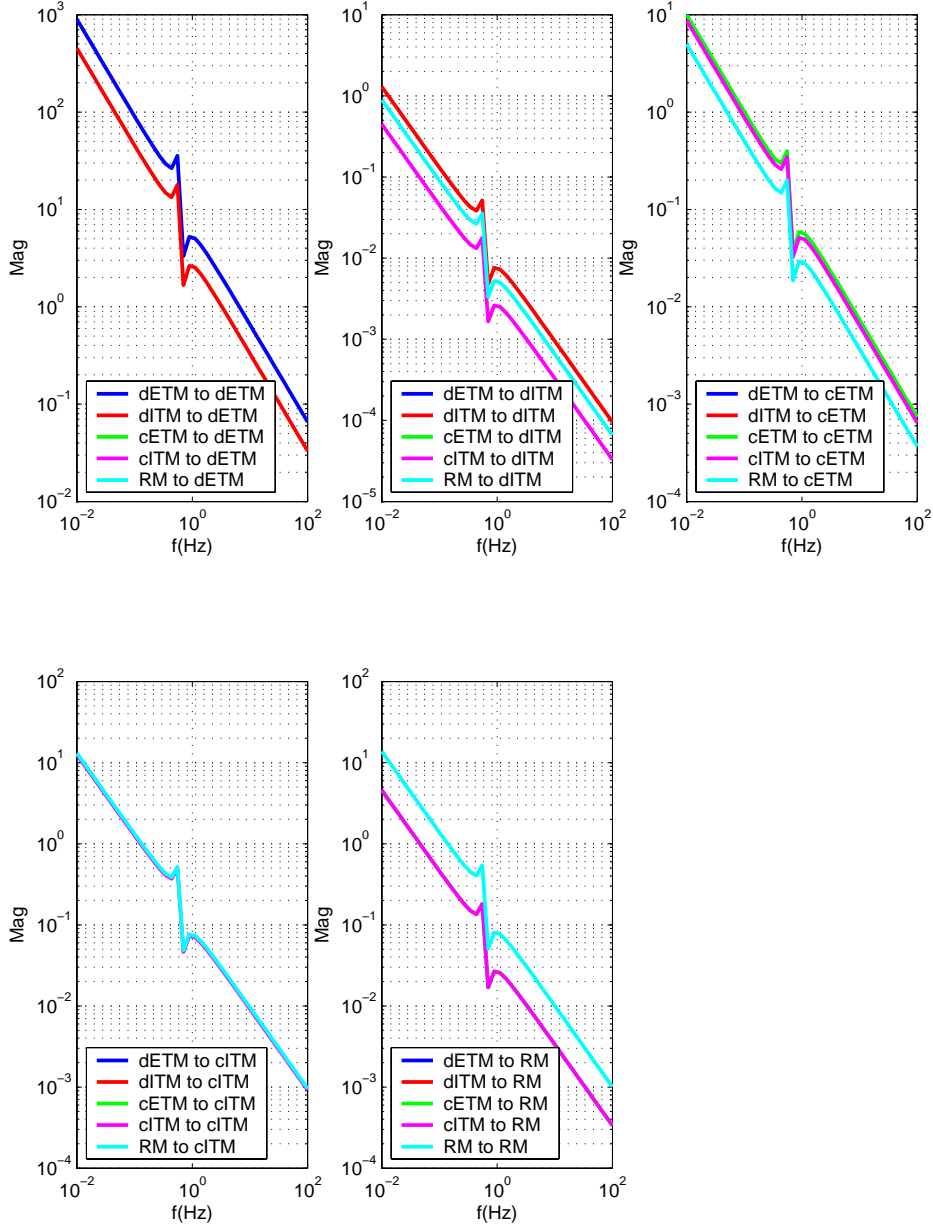 10^3
10^2
10^1
10^0
10^-1
10^-2
Mag
dETM to dETM
dITM to dETM
cETM to dETM
cITM to dETM
RM to dETM
10^-2
10^0
10^2
f(Hz)
10^1
10^0
10^-1
10^-2
10^-3
10^-4
10^-5
Mag
dETM to dITM
dITM to dITM
cETM to dITM
cITM to dITM
RM to dITM
10^-2
10^0
10^2
f(Hz)
10^1
10^0
10^-1
10^-2
10^-3
10^-4
Mag
dETM to cETM
dITM to cETM
cETM to cETM
cITM to cETM
RM to cETM
10^-2
10^0
10^2
f(Hz)
10^2
10^1
10^0
10^-1
10^-2
10^-3
10^-4
Mag
dETM to cITM
dITM to cITM
cETM to cITM
cITM to cITM
RM to cITM
10^-2
10^0
10^2
f(Hz)
10^2
10^1
10^0
10^-1
10^-2
10^-3
10^-4
Mag
dETM to RM
dITM to RM
cETM to RM
cITM to RM
RM to RM
10^-2
10^0
10^2
f(Hz)